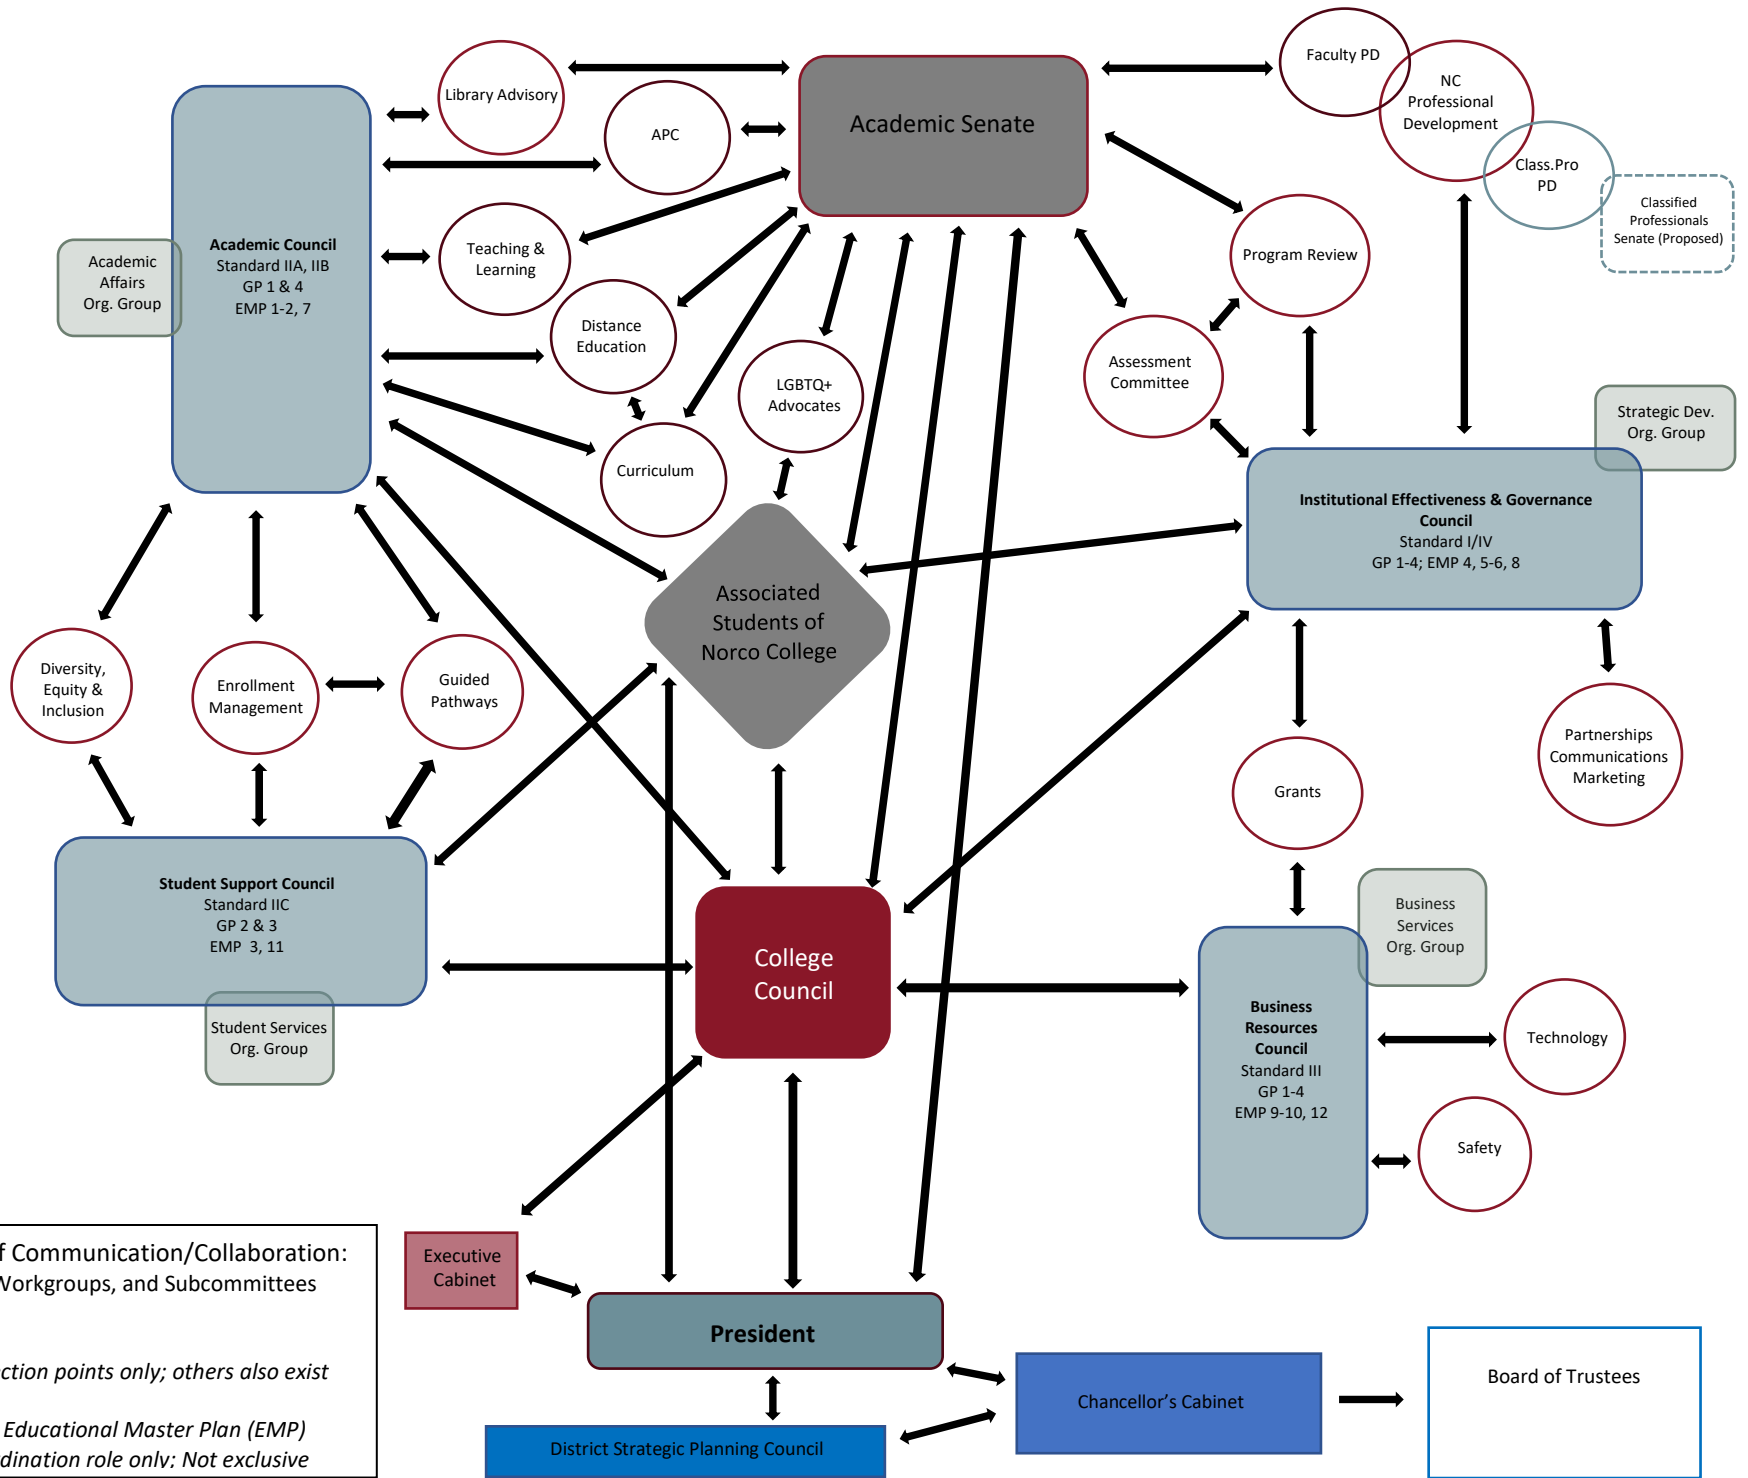 Library Advisory
APC
Academic Senate
Faculty PD
NC
Professional
Development
Class.Pro
PD
Classified
Professionals
Senate (Proposed)
Academic Council
Standard IIA, IIB
GP 1 & 4
EMP 1-2, 7
Academic
Affairs
Org. Group
Teaching &
Learning
Distance
Education
LGBTQ+
Advocates
Curriculum
Program Review
Assessment
Committee
Strategic Dev.
Org. Group
Institutional Effectiveness & Governance
Council
Standard I/IV
GP 1-4; EMP 4, 5-6, 8
Associated
Students of
Norco College
Diversity,
Equity &
Inclusion
Enrollment
Management
Guided
Pathways
Partnerships
Communications
Marketing
Grants
Student Support Council
Standard IIC
GP 2 & 3
EMP 3, 11
Student Services
Org. Group
College
Council
Business
Services
Org. Group
Business
Resources
Council
Standard III
GP 1-4
EMP 9-10, 12
Technology
Safety
Executive
Cabinet
President
District Strategic Planning Council
Chancellor's Cabinet
Board of Trustees
f Communication/Collaboration:
Workgroups, and Subcommittees
ction points only; others also exist
Educational Master Plan (EMP)
rdination role only; Not exclusive